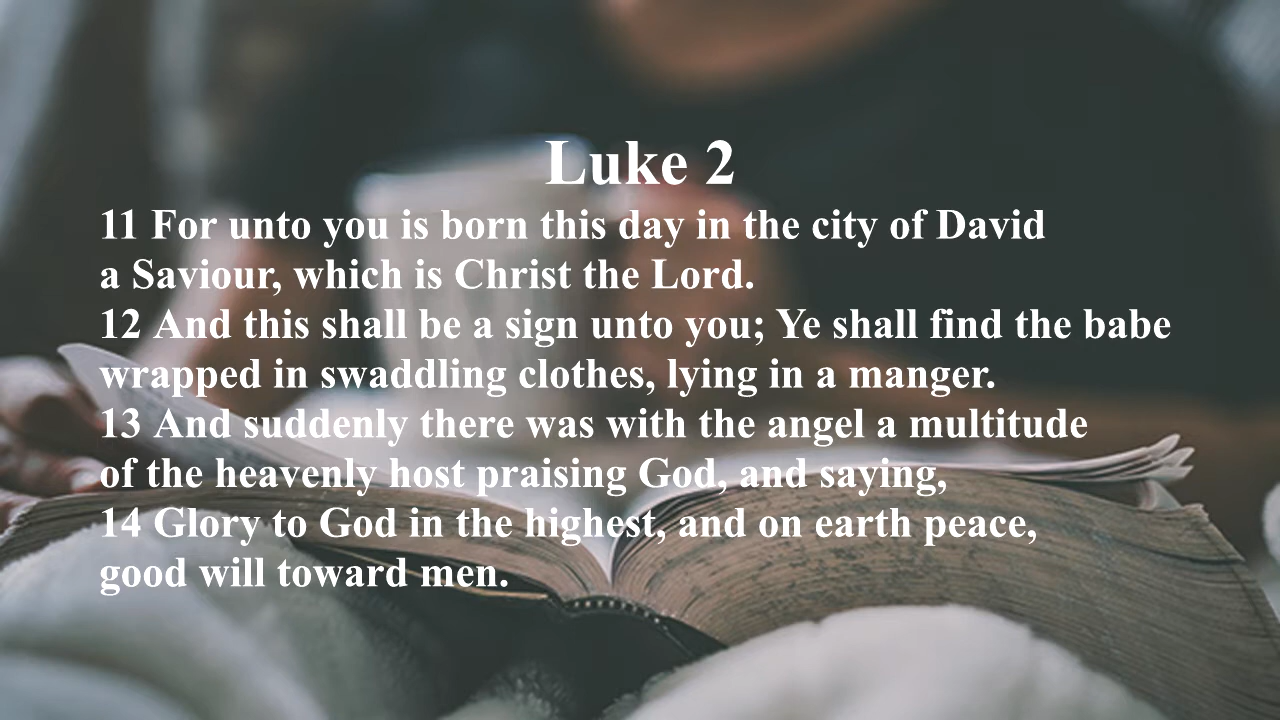 Luke 2
11 For unto you is born this day in the city of David
a Saviour, which is Christ the Lord.
12 And this shall be a sign unto you; Ye shall find the babe
wrapped in swaddling clothes, lying in a manger.
13 And suddenly there was with the angel a multitude
of the heavenly host praising God, and saying,
14 Glory to God in the highest, and on earth peace,
good will toward men.